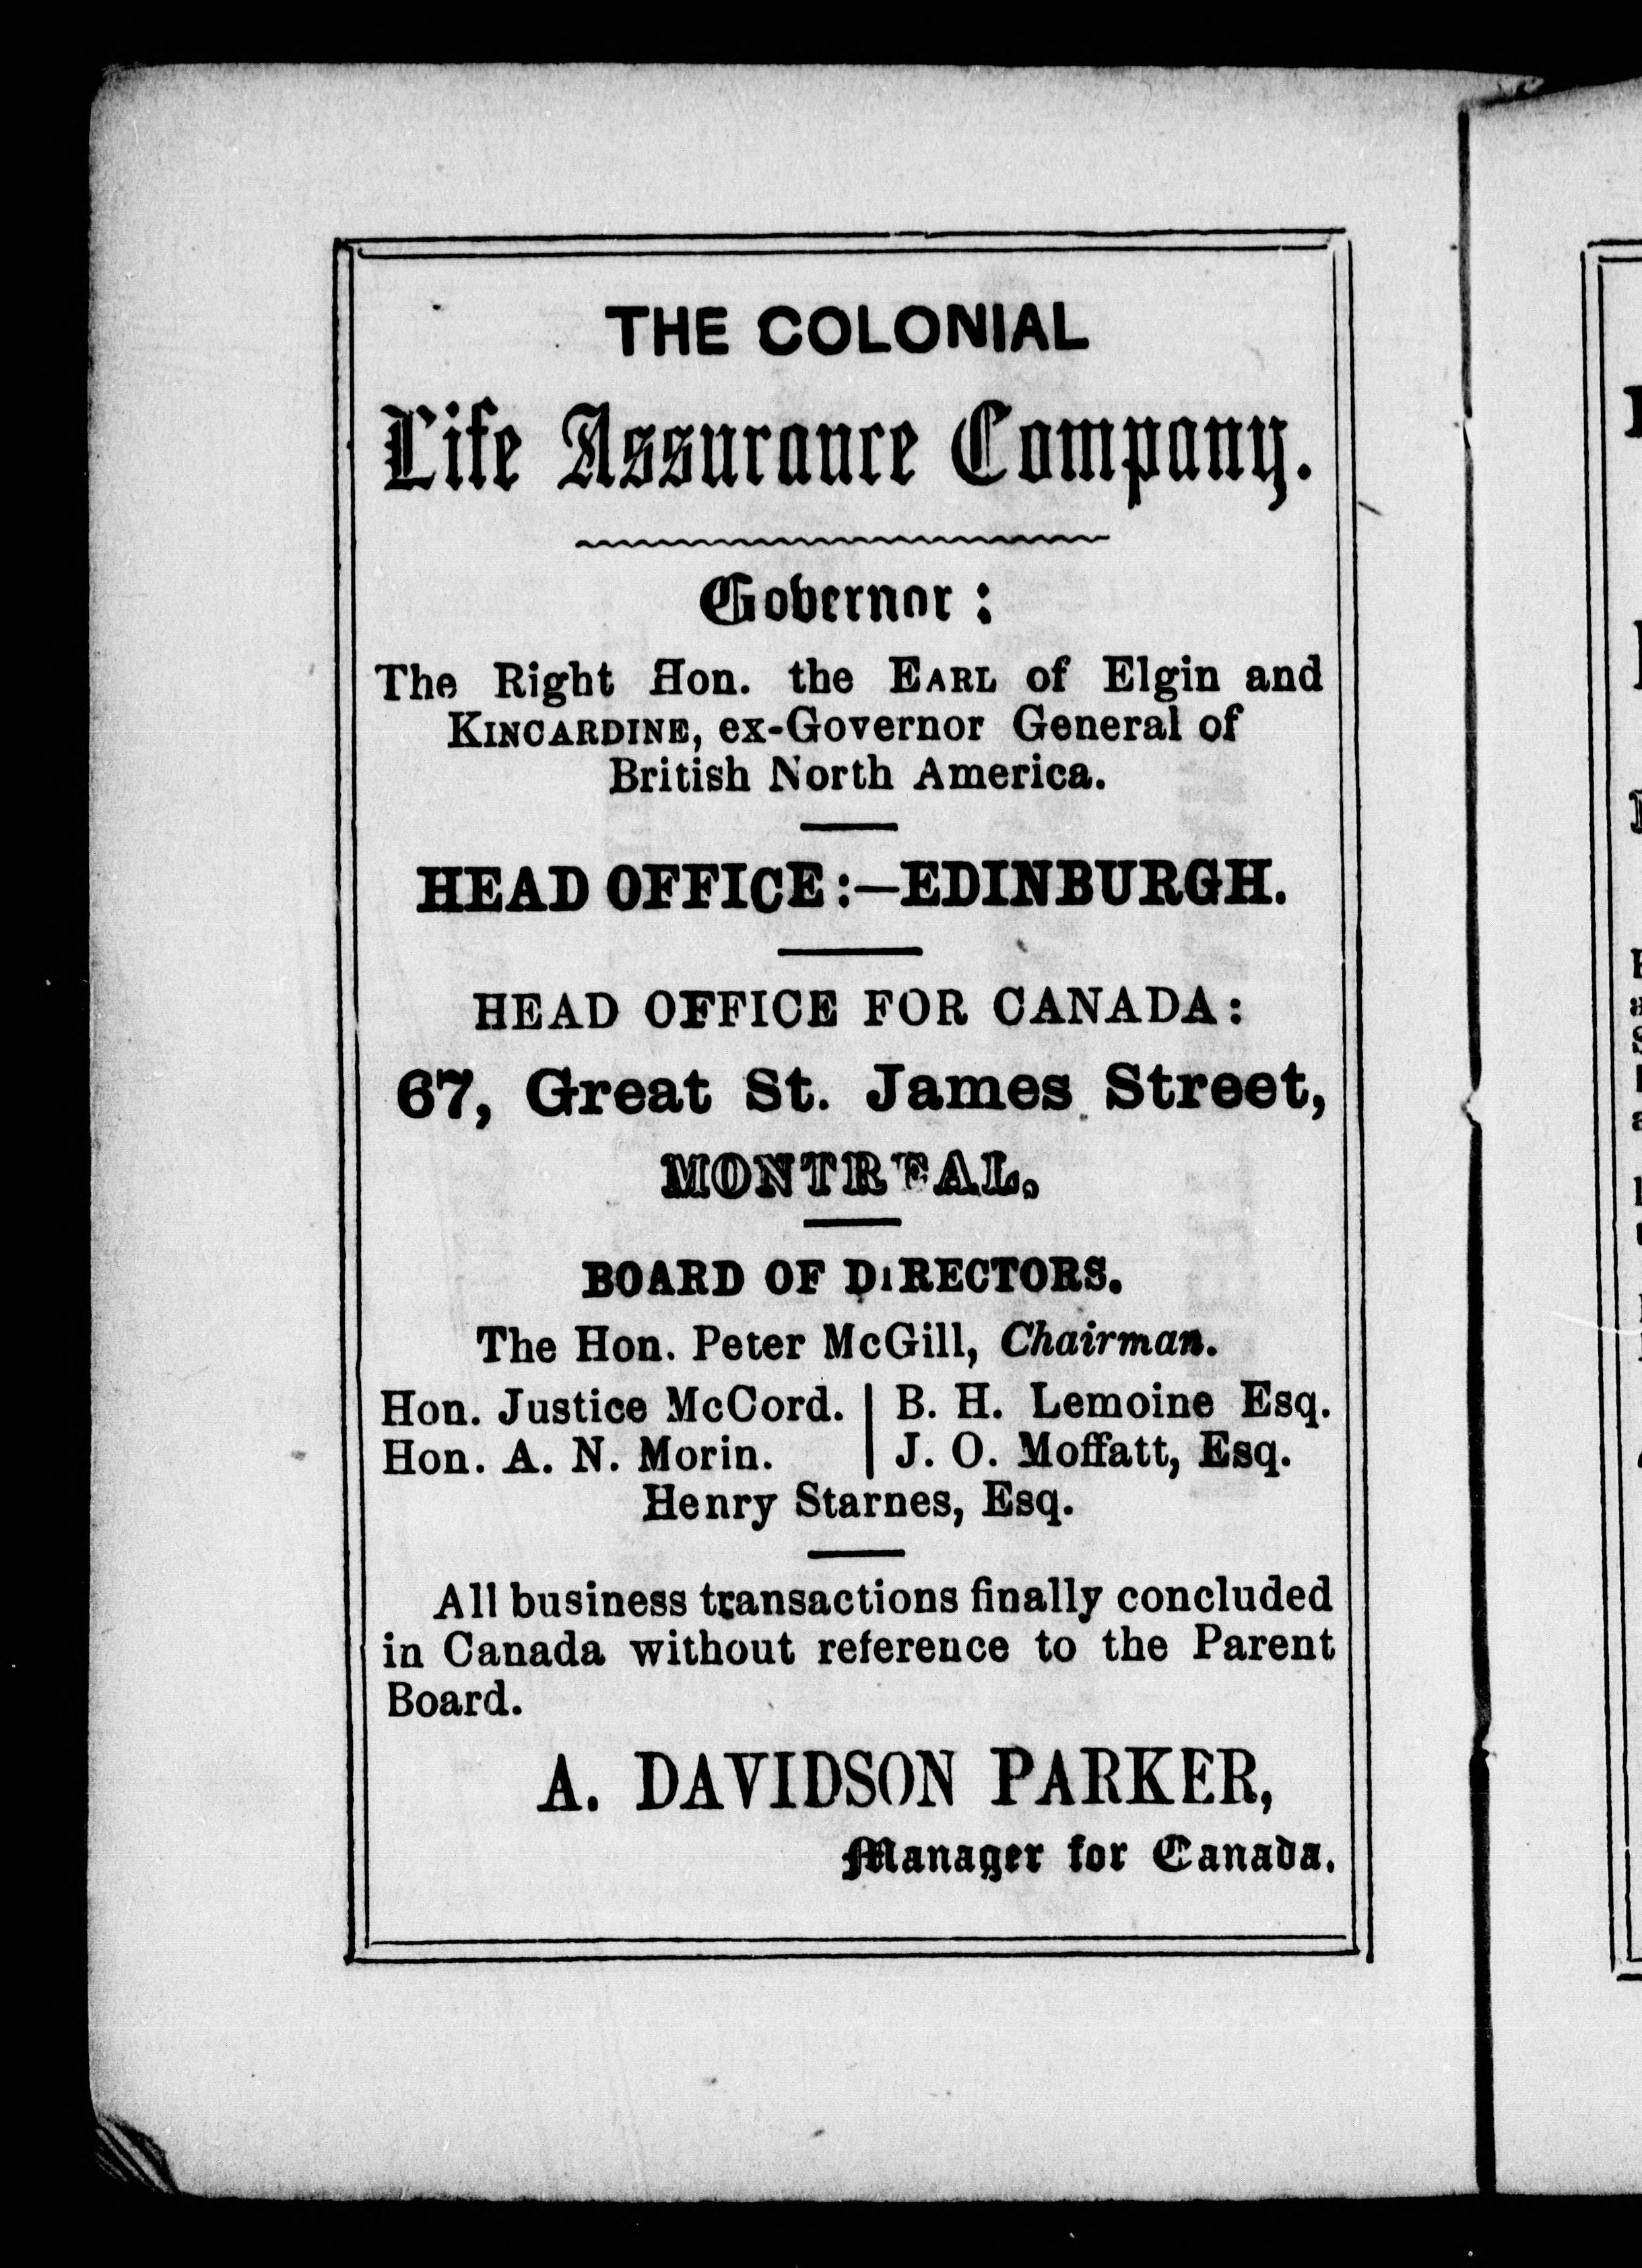 THE COLONIAL
Life Assurance Company.
Governor:
The Right Hon. the EARL of Elgin and
KINCARDINE, ex-Governor General of
British North America.
HEAD OFFICE:—EDINBURGH.
HEAD OFFICE FOR CANADA:
67, Great St. James Street,
MONTREAL.
BOARD OF DIRECTORS.
The Hon. Peter McGill, Chairman.
Hon. Justice McCord. | B. H. Lemoine Esq.
Hon. A. N. Morin. | J. O. Moffatt, Esq.
Henry Starnes, Esq.
All business transactions finally concluded
in Canada without reference to the Parent
Board.
A. DAVIDSON PARKER,
Manager for Canada.